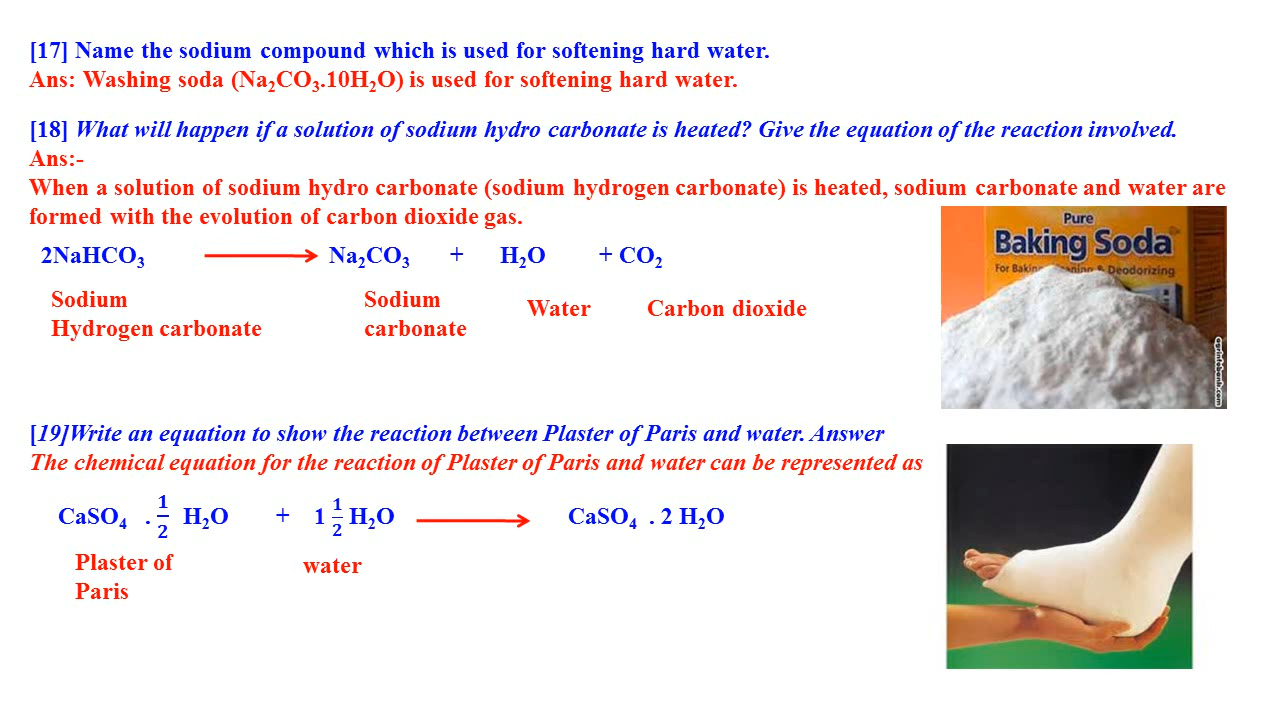 [17] Name the sodium compound which is used for softening hard water.
Ans: Washing soda (Na₂CO₃.10H₂O) is used for softening hard water.
[18] What will happen if a solution of sodium hydro carbonate is heated? Give the equation of the reaction involved.
Ans:-
When a solution of sodium hydro carbonate (sodium hydrogen carbonate) is heated, sodium carbonate and water are
formed with the evolution of carbon dioxide gas.
Pure
Baking Soda
Deodorizing
2NaHCO₃ → Na₂CO₃ + H₂O + CO₂
Sodium
Hydrogen carbonate
Sodium
carbonate
Water
Carbon dioxide
[19]Write an equation to show the reaction between Plaster of Paris and water. Answer
The chemical equation for the reaction of Plaster of Paris and water can be represented as
CaSO₄ . 1/2 H₂O + 1 1/2 H₂O → CaSO₄ . 2 H₂O
Plaster of
Paris
water